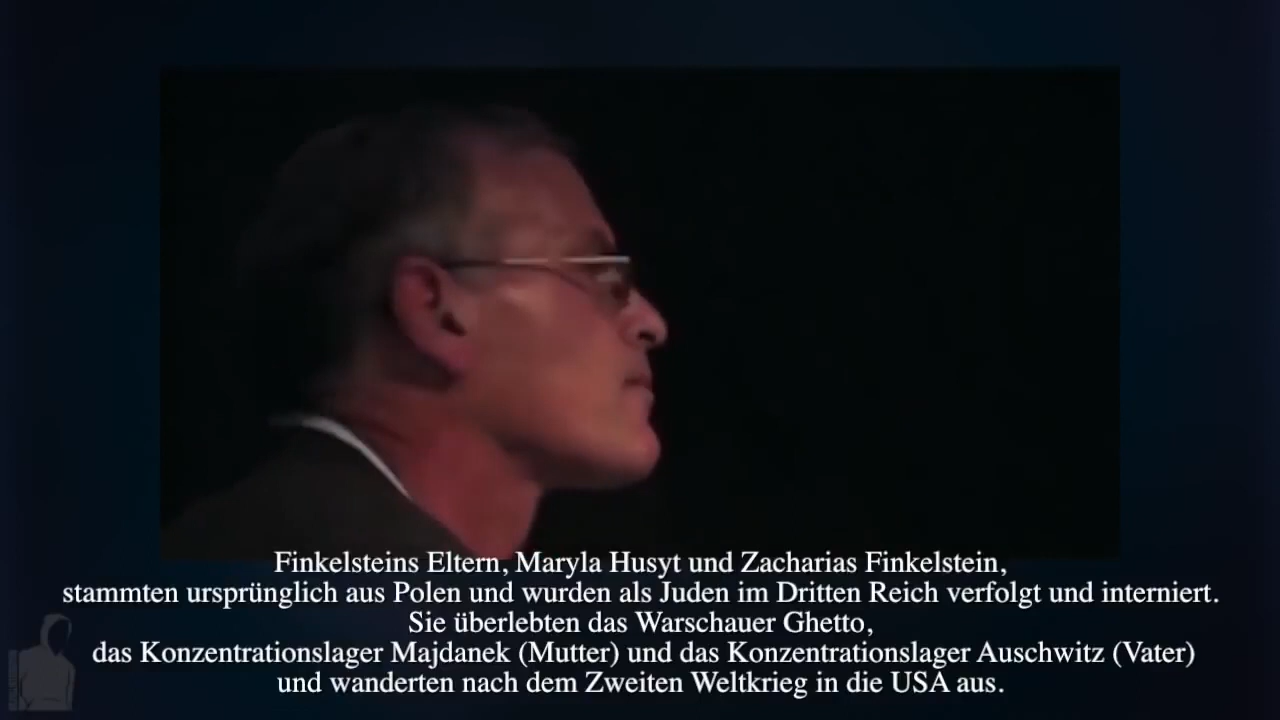 Finkelsteins Eltern, Maryla Husyt und Zacharias Finkelstein,
stammten ursprünglich aus Polen und wurden als Juden im Dritten Reich verfolgt und interniert.
Sie überlebten das Warschauer Ghetto,
das Konzentrationslager Majdanek (Mutter) und das Konzentrationslager Auschwitz (Vater)
und wanderten nach dem Zweiten Weltkrieg in die USA aus.